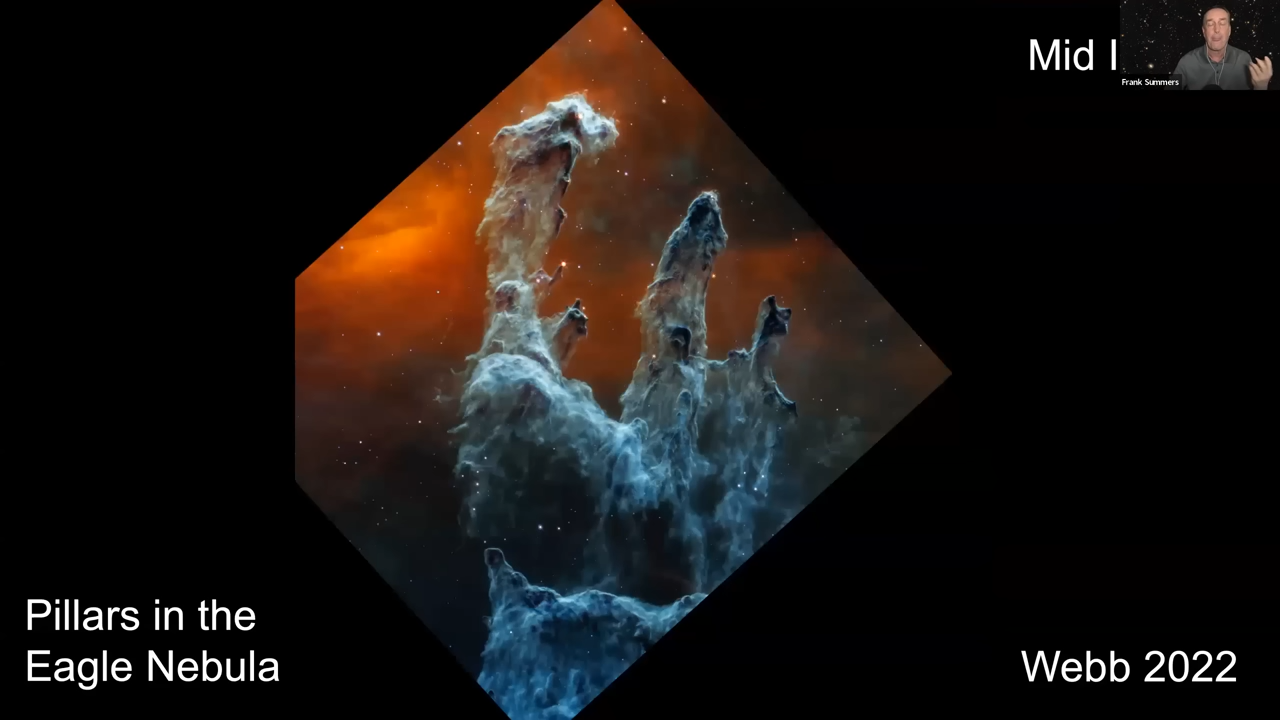 Mid I
Frank Summers
Pillars in the
Eagle Nebula
Webb 2022